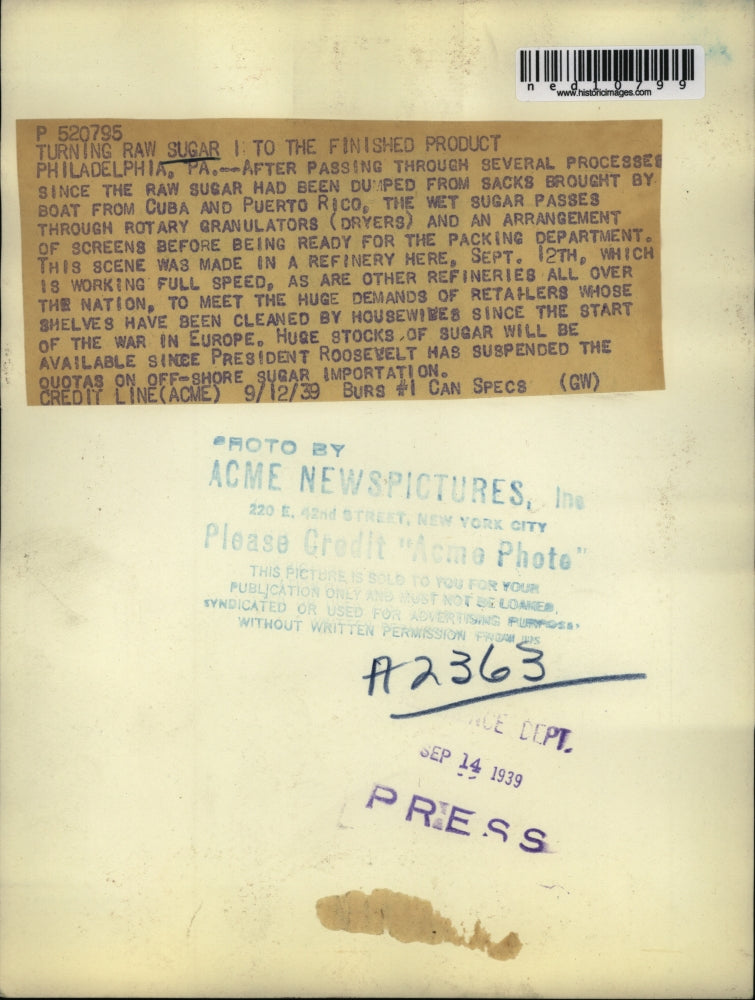 ned10799
www.historicimages.com
P 520795
TURNING RAW SUGAR I TO THE FINISHED PRODUCT
PHILADELPHIA, PA.--AFTER PASSING THROUGH SEVERAL PROCESSES
SINCE THE RAW SUGAR HAD BEEN DUMPED FROM SACKS BROUGHT BY
BOAT FROM CUBA AND PUERTO RICO, THE WET SUGAR PASSES
THROUGH ROTARY GRANULATORS (DRYERS) AND AN ARRANGEMENT
OF SCREENS BEFORE BEING READY FOR THE PACKING DEPARTMENT.
THIS SCENE WAS MADE IN A REFINERY HERE, SEPT. 12TH, WHICH
IS WORKING FULL SPEED, AS ARE OTHER REFINERIES ALL OVER
THE NATION, TO MEET THE HUGE DEMANDS OF RETAILERS WHOSE
SHELVES HAVE BEEN CLEANED BY HOUSEWIVES SINCE THE START
OF THE WAR IN EUROPE. HUGE STOCKS OF SUGAR WILL BE
AVAILABLE SINCE PRESIDENT ROOSEVELT HAS SUSPENDED THE
QUOTAS ON OFF-SHORE SUGAR IMPORTATION.
CREDIT LINE(ACME) 9/12/39 BURS #1 CAN SPECS (GW)
PHOTO BY
ACME NEWSPICTURES, Inc
220 E. 42nd STREET, NEW YORK CITY
Please Credit "Acme Photo"
THIS PICTURE IS SOLD TO YOU FOR YOUR
PUBLICATION ONLY AND MUST NOT BE LOANED,
SYNDICATED OR USED FOR ADVERTISING PURPOSES
WITHOUT WRITTEN PERMISSION FROM US
A2363
DEPT.
SEP 14 1939
PRESS